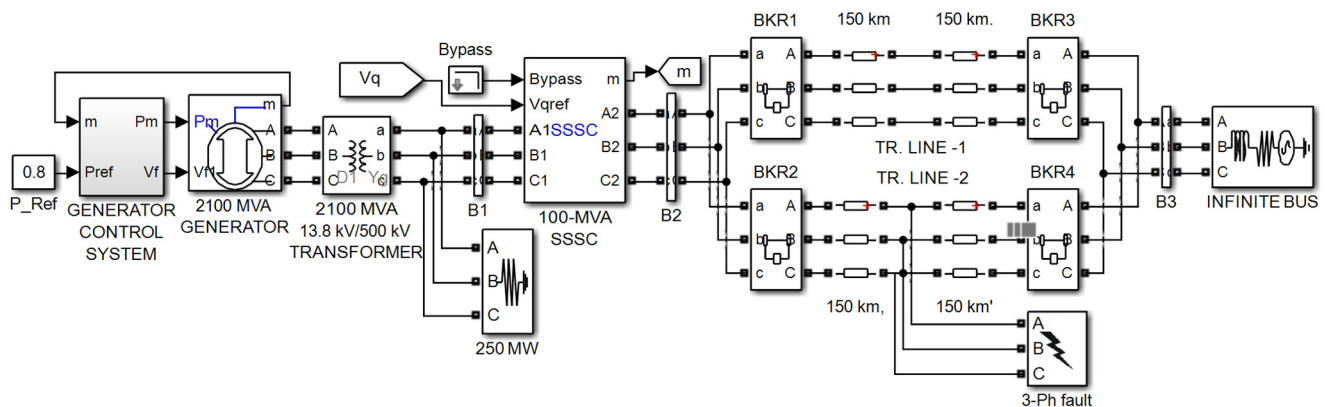 BKR1
150 km
150 km.
BKR3
Bypass
Vq
Bypass
m
m
Vqref
A1 SSSC
A2
B1
B2
C1
C2
a
A
b
B
c
C
a
A
b
B
c
C
m
Pm
Pref
Vf
m
Pm
A
Vf1
B
C
A
a
B
b
C
c
D1 Yg
A
B
C
0.8
P_Ref
GENERATOR
CONTROL
SYSTEM
2100 MVA
GENERATOR
2100 MVA
13.8 kV/500 kV
TRANSFORMER
B1
100-MVA
SSSC
B2
TR. LINE -1
TR. LINE -2
BKR2
BKR4
a
A
b
B
c
C
a
A
b
B
c
C
B3
A
B
C
INFINITE BUS
A
B
C
250 MW
150 km,
150 km'
A
B
C
3-Ph fault